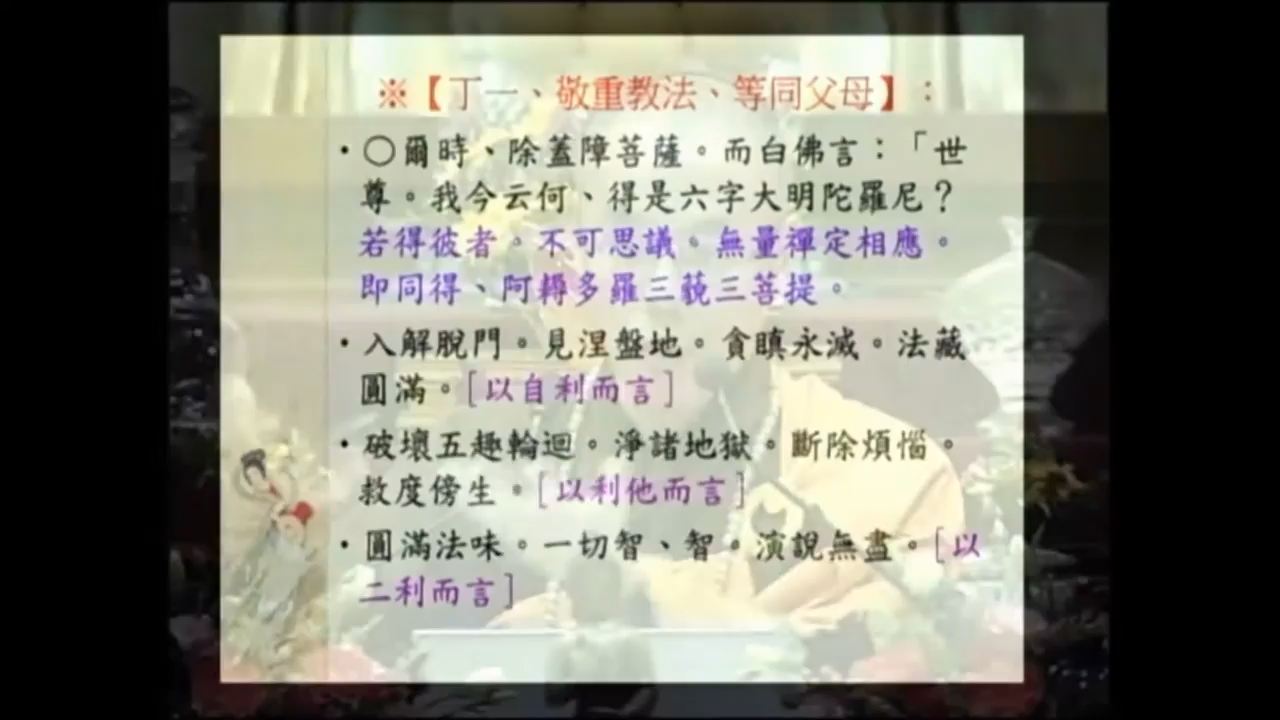 ※【丁一、敬重教法、等同父母】：
·○爾時、除蓋障菩薩。而白佛言：「世
尊。我今云何、得是六字大明陀羅尼？
若得彼者。不可思議。無量禪定相應。
即同得、阿耨多羅三藐三菩提。
·入解脫門。見涅盤地。貪瞋永滅。法藏
圓滿。[以自利而言]
·破壞五趣輪迴。淨諸地獄。斷除煩惱。
救度傍生。[以利他而言]
·圓滿法味。一切智、智。演說無盡。[以
二利而言]